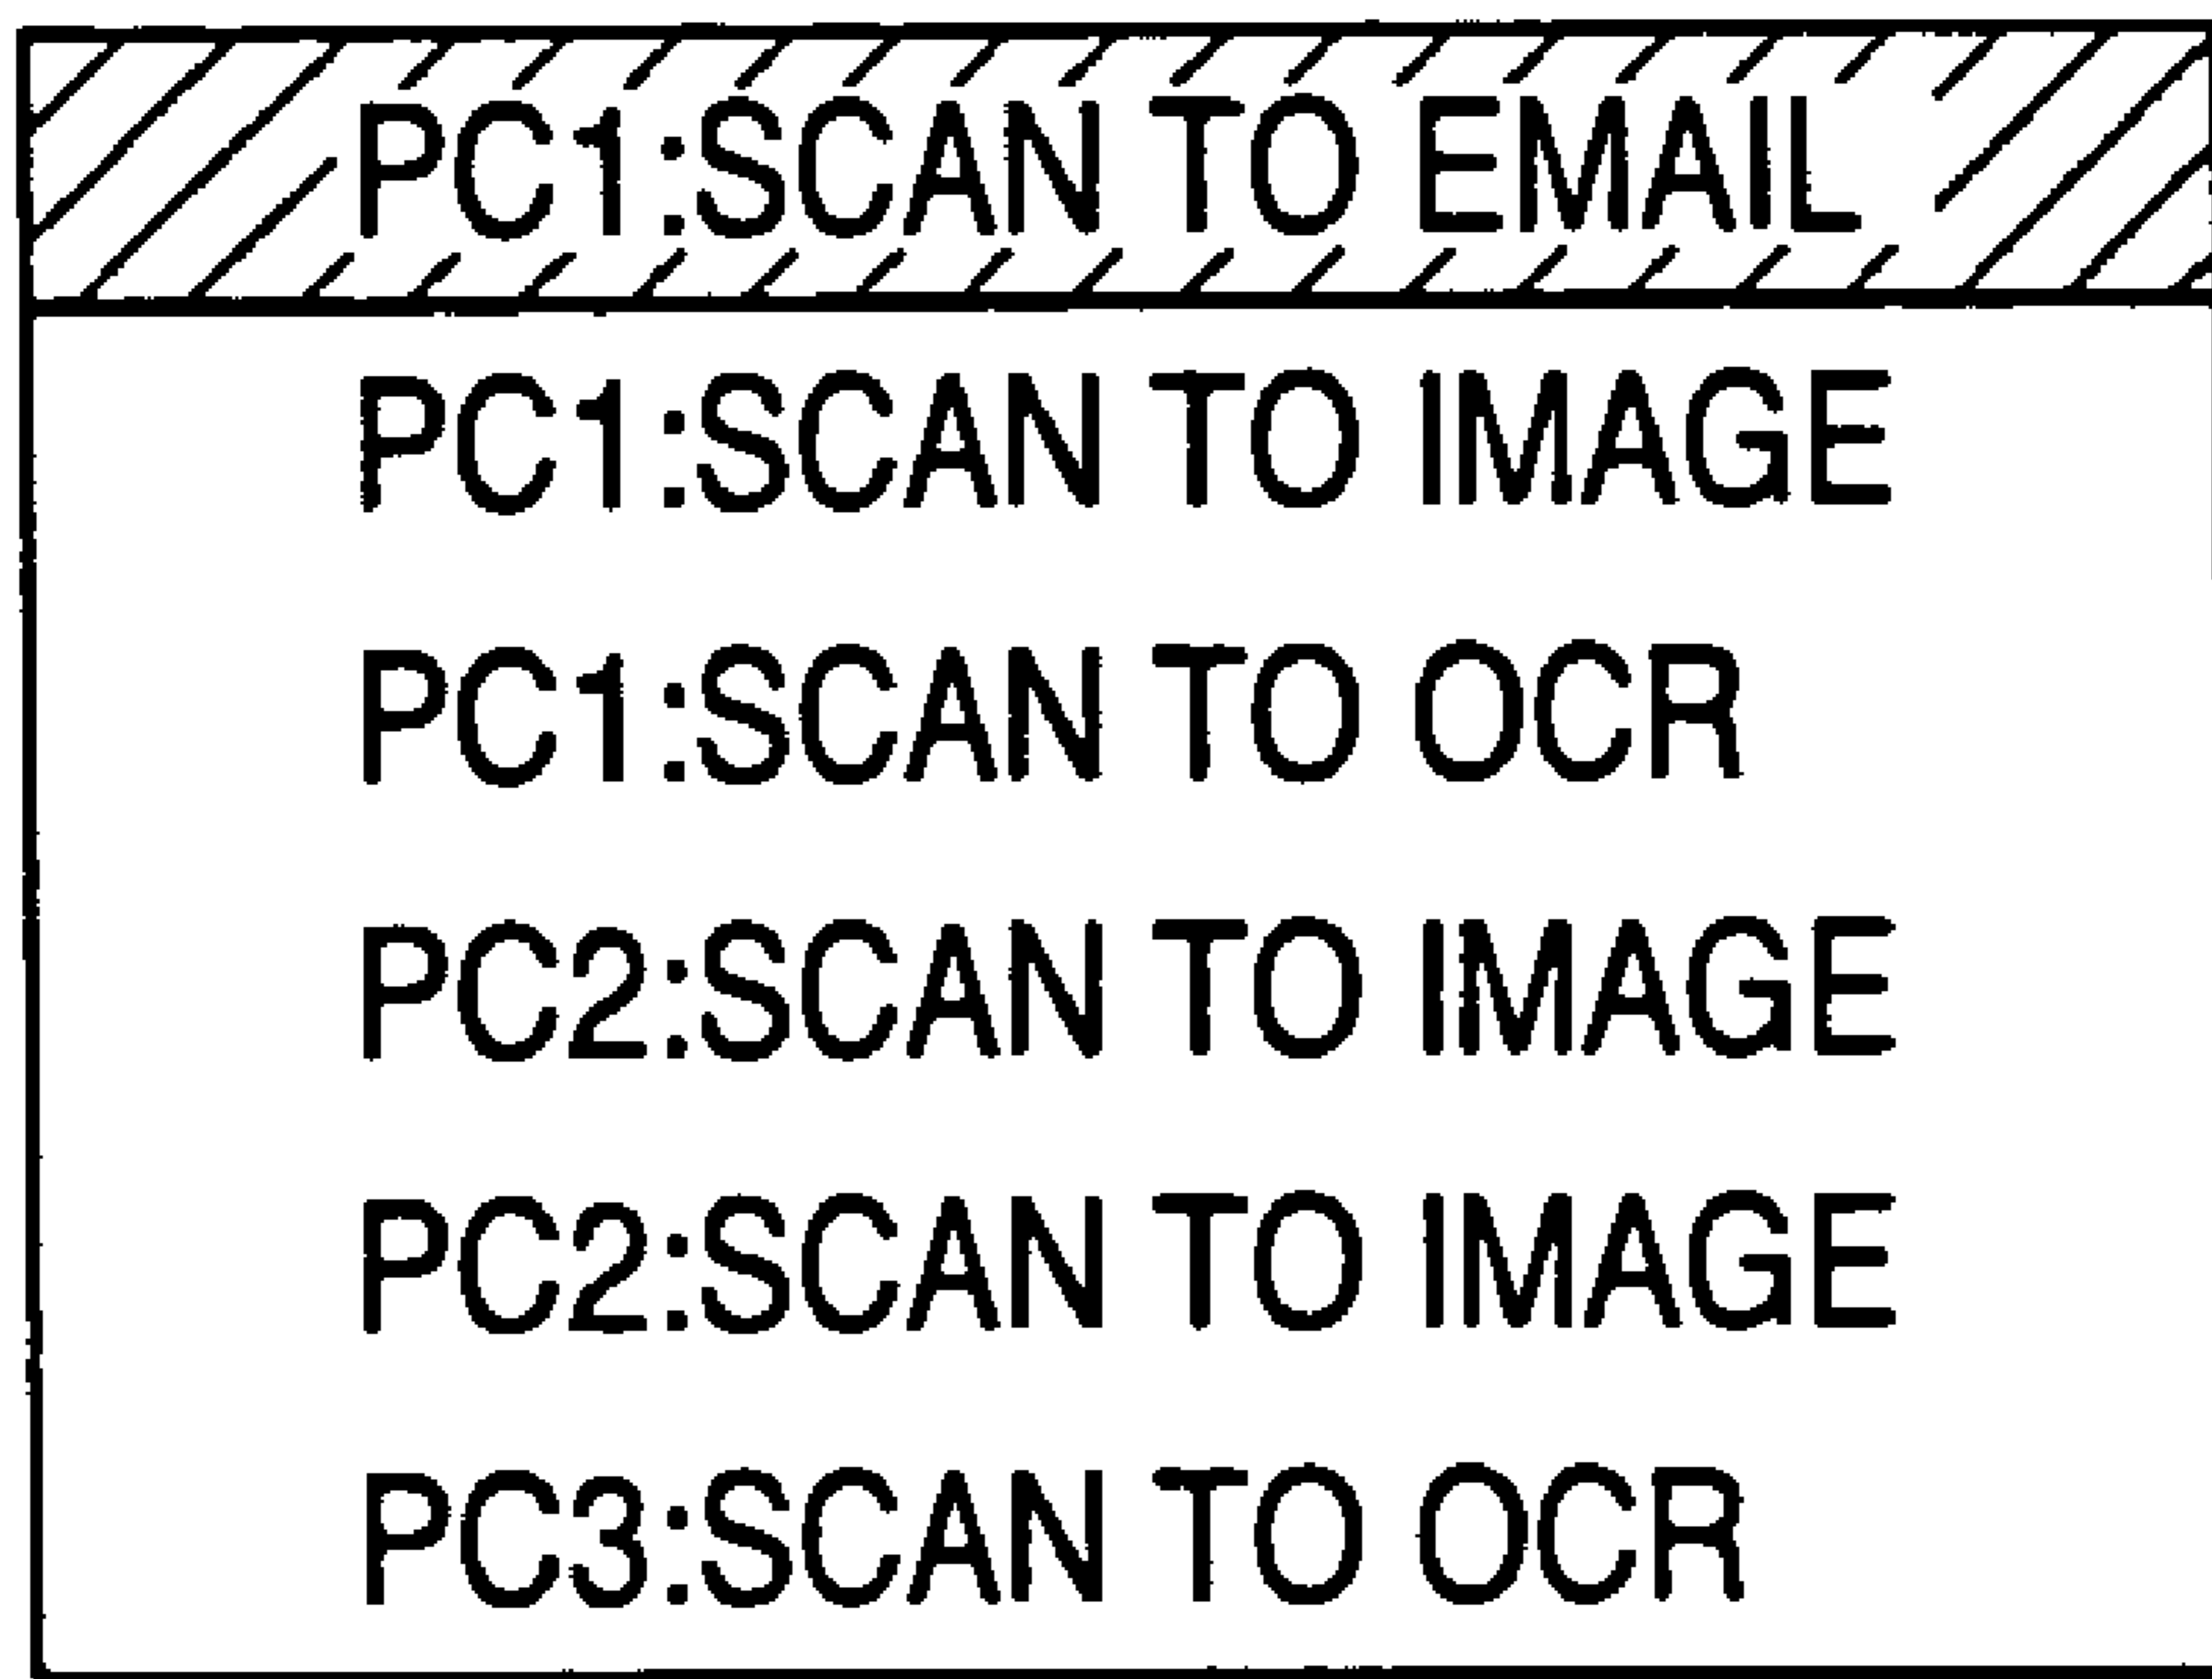 PC1:SCAN TO EMAIL
PC1:SCAN TO IMAGE
PC1:SCAN TO OCR
PC2:SCAN TO IMAGE
PC2:SCAN TO IMAGE
PC3:SCAN TO OCR